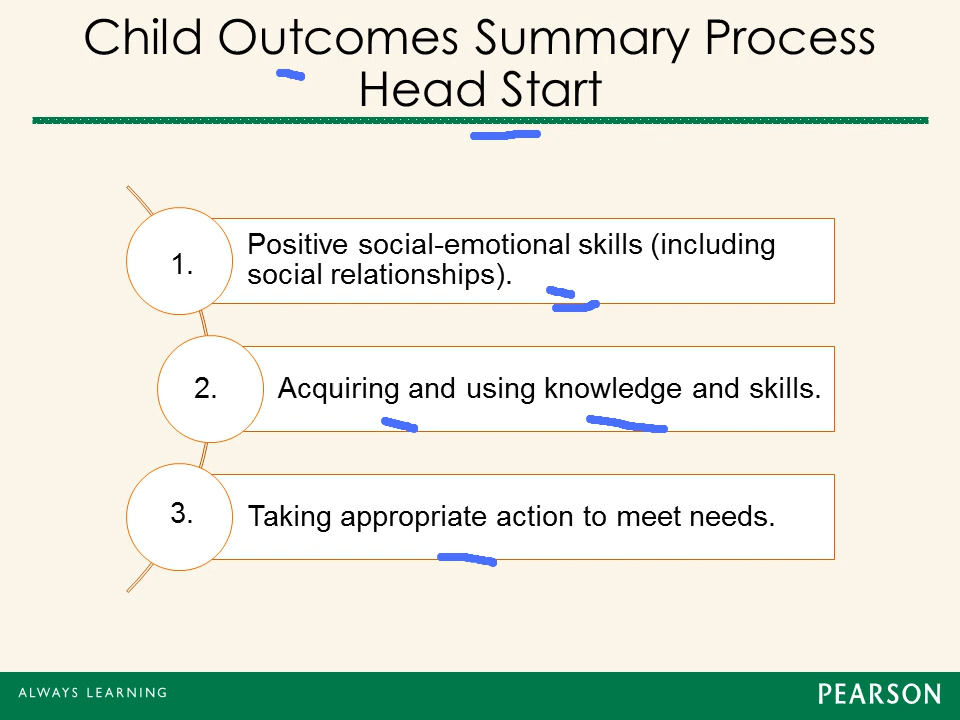 Child Outcomes Summary Process
Head Start
1.
Positive social-emotional skills (including
social relationships).
2.
Acquiring and using knowledge and skills.
3.
Taking appropriate action to meet needs.
ALWAYS LEARNING
PEARSON